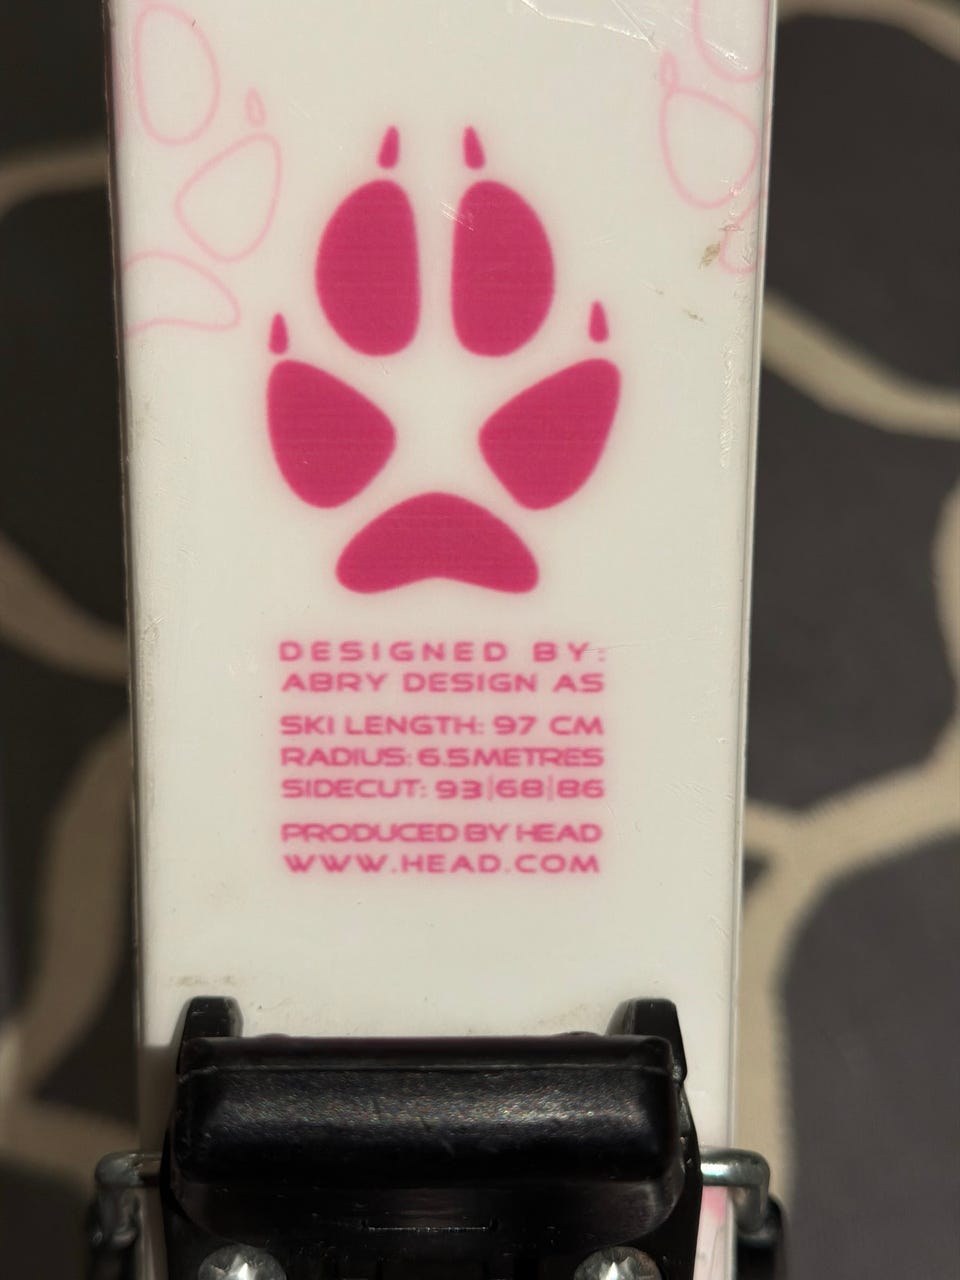 DESIGNED BY:
ABRY DESIGN AS
SKI LENGTH: 97 CM
RADIUS: 6.5METRES
SIDECUT: 93|68|86
PRODUCED BY HEAD
WWW.HEAD.COM